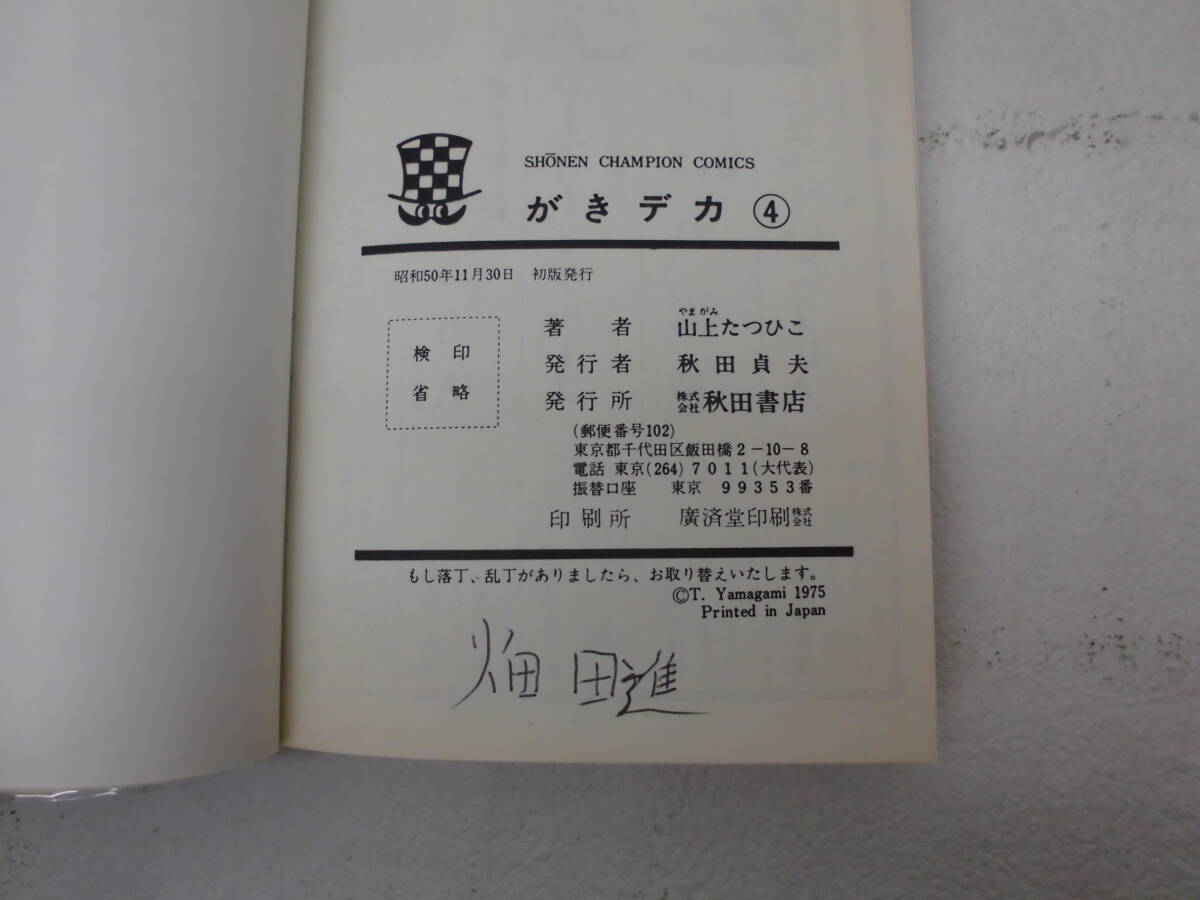 SHŌNEN CHAMPION COMICS
がきデカ ④
昭和50年11月30日 初版発行
検印
省略
著者 山上たつひこ
やまがみ
発行者 秋田貞夫
発行所 株式会社秋田書店
(郵便番号102)
東京都千代田区飯田橋2-10-8
電話 東京(264)7011(大代表)
振替口座 東京 99353番
印刷所 廣済堂印刷株式会社
もし落丁、乱丁がありましたら、お取り替えいたします。
©T. Yamagami 1975
Printed in Japan
畑田進